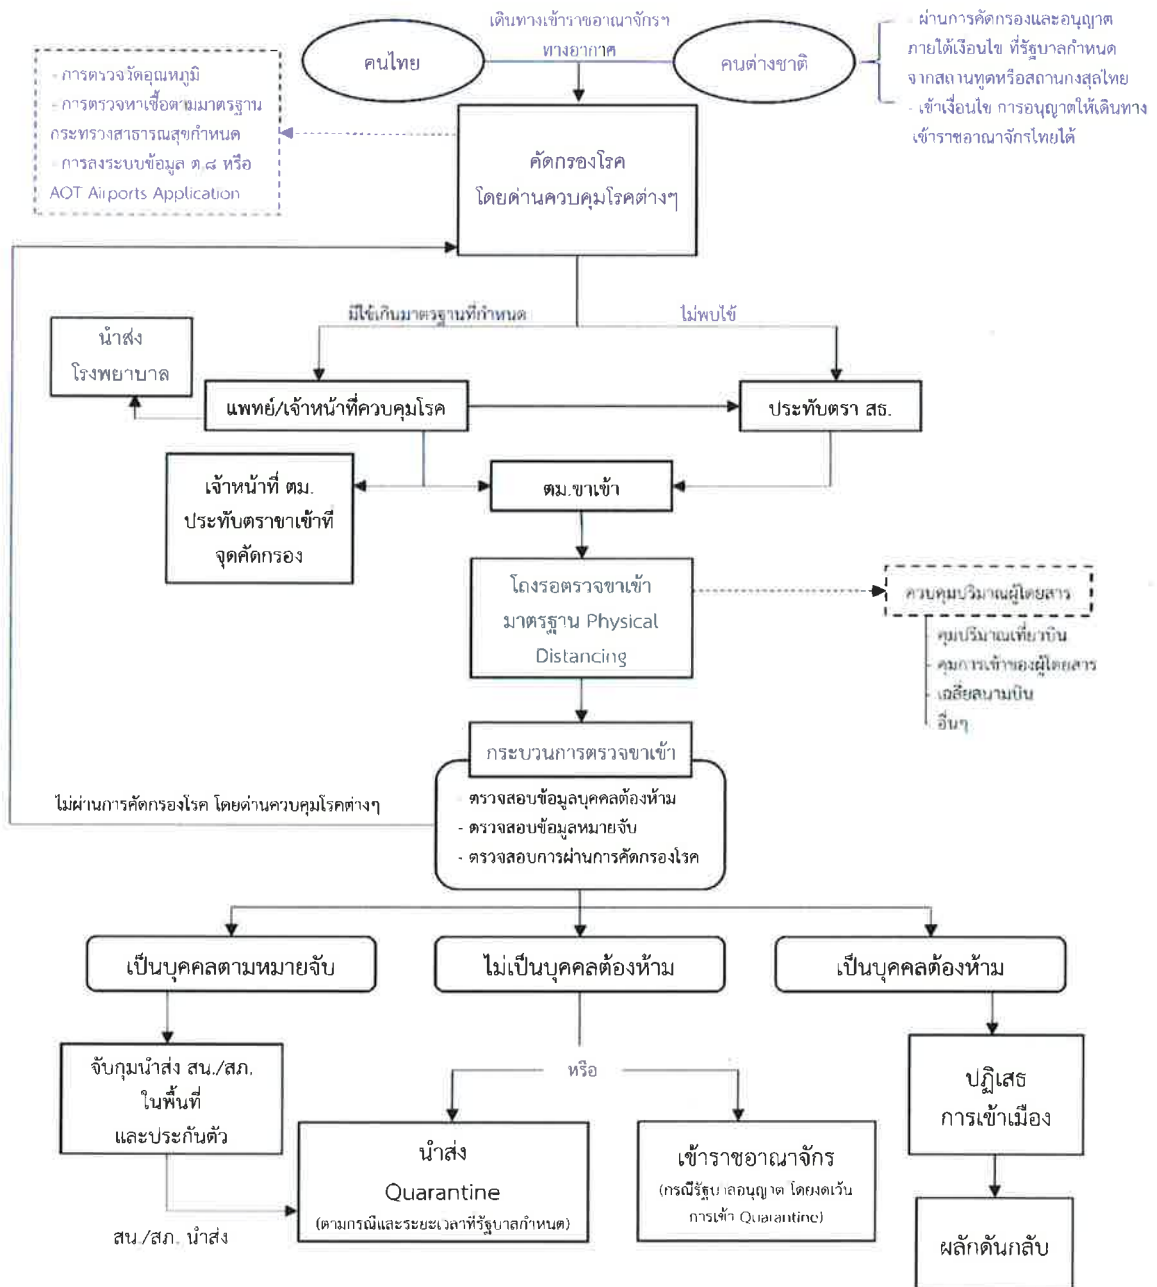 เดินทางเข้าราชอาณาจักรฯ
ทางอากาศ
คนไทย
คนต่างชาติ
- ผ่านการคัดกรองและอนุญาต
ภายใต้เงื่อนไข ที่รัฐบาลกำหนด
จากสถานทูตหรือสถานกงสุลไทย
- เข้าเงื่อนไข การอนุญาตให้เดินทาง
เข้าราชอาณาจักรไทยได้
- การตรวจวัดอุณหภูมิ
- การตรวจหาเชื้อตามมาตรฐาน
กระทรวงสาธารณสุขกำหนด
- การลงระบบข้อมูล ต.๘ หรือ
AOT Airports Application
คัดกรองโรค
โดยด่านควบคุมโรคต่างๆ
มีไข้เกินมาตรฐานที่กำหนด
ไม่พบไข้
นำส่ง
โรงพยาบาล
แพทย์/เจ้าหน้าที่ควบคุมโรค
ประทับตรา สธ.
เจ้าหน้าที่ ตม.
ประทับตราขาเข้าที่
จุดคัดกรอง
ตม.ขาเข้า
โถงรอตรวจขาเข้า
มาตรฐาน Physical
Distancing
ควบคุมปริมาณผู้โดยสาร
- คุมปริมาณเที่ยวบิน
- คุมการเข้าของผู้โดยสาร
- เฉลี่ยสนามบิน
- อื่นๆ
กระบวนการตรวจขาเข้า
- ตรวจสอบข้อมูลบุคคลต้องห้าม
- ตรวจสอบข้อมูลหมายจับ
- ตรวจสอบการผ่านการคัดกรองโรค
ไม่ผ่านการคัดกรองโรค โดยด่านควบคุมโรคต่างๆ
เป็นบุคคลตามหมายจับ
ไม่เป็นบุคคลต้องห้าม
เป็นบุคคลต้องห้าม
จับกุมนำส่ง สน./สภ.
ในพื้นที่
และประกันตัว
หรือ
ปฏิเสธ
การเข้าเมือง
นำส่ง
Quarantine
(ตามกรณีและระยะเวลาที่รัฐบาลกำหนด)
เข้าราชอาณาจักร
(กรณีรัฐบาลอนุญาต โดยงดเว้น
การเข้า Quarantine)
สน./สภ. นำส่ง
ผลักดันกลับ